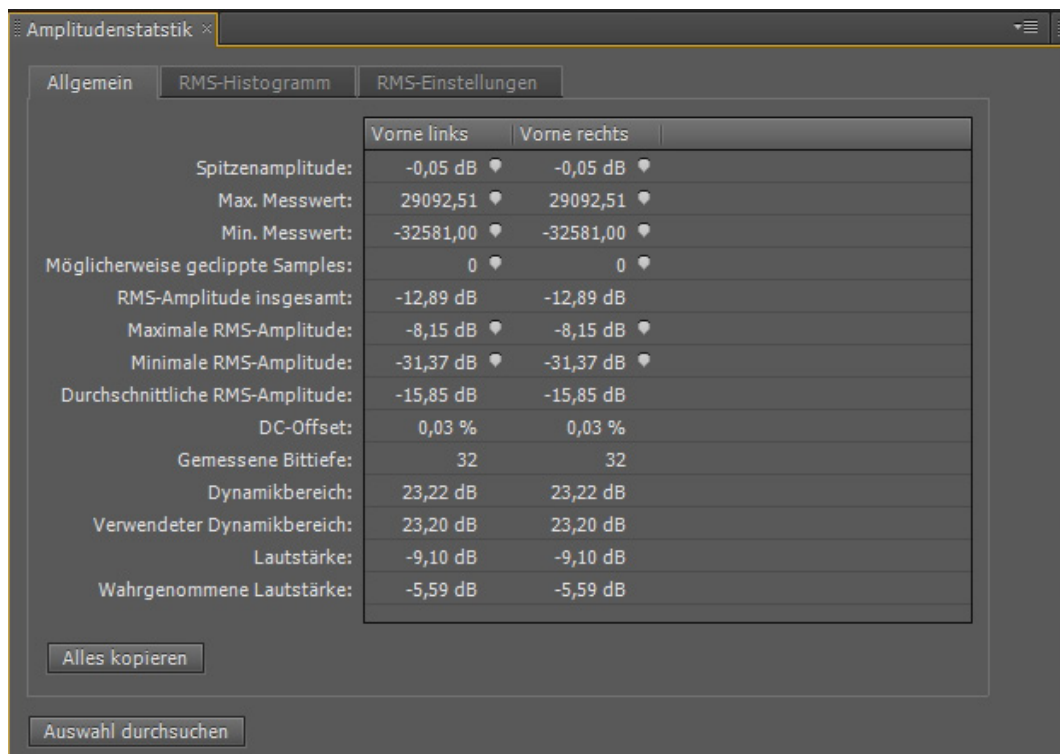 Amplitudenstatstik
Allgemein RMS-Histogramm RMS-Einstellungen
Vorne links Vorne rechts
Spitzenamplitude: -0,05 dB -0,05 dB
Max. Messwert: 29092,51 29092,51
Min. Messwert: -32581,00 -32581,00
Möglicherweise geclippte Samples: 0 0
RMS-Amplitude insgesamt: -12,89 dB -12,89 dB
Maximale RMS-Amplitude: -8,15 dB -8,15 dB
Minimale RMS-Amplitude: -31,37 dB -31,37 dB
Durchschnittliche RMS-Amplitude: -15,85 dB -15,85 dB
DC-Offset: 0,03 % 0,03 %
Gemessene Bittiefe: 32 32
Dynamikbereich: 23,22 dB 23,22 dB
Verwendeter Dynamikbereich: 23,20 dB 23,20 dB
Lautstärke: -9,10 dB -9,10 dB
Wahrgenommene Lautstärke: -5,59 dB -5,59 dB
Alles kopieren
Auswahl durchsuchen